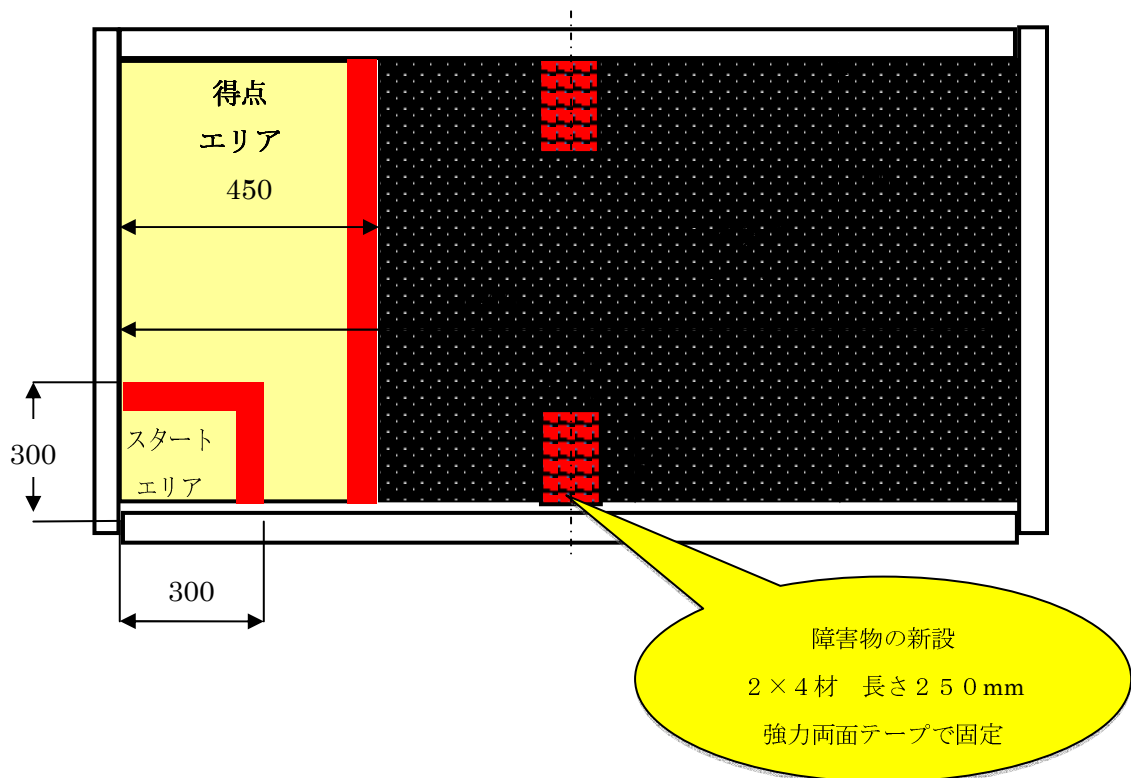 得点
エリア
450
300
スタート
エリア
300
障害物の新設
２×４材　長さ２５０mm
強力両面テープで固定